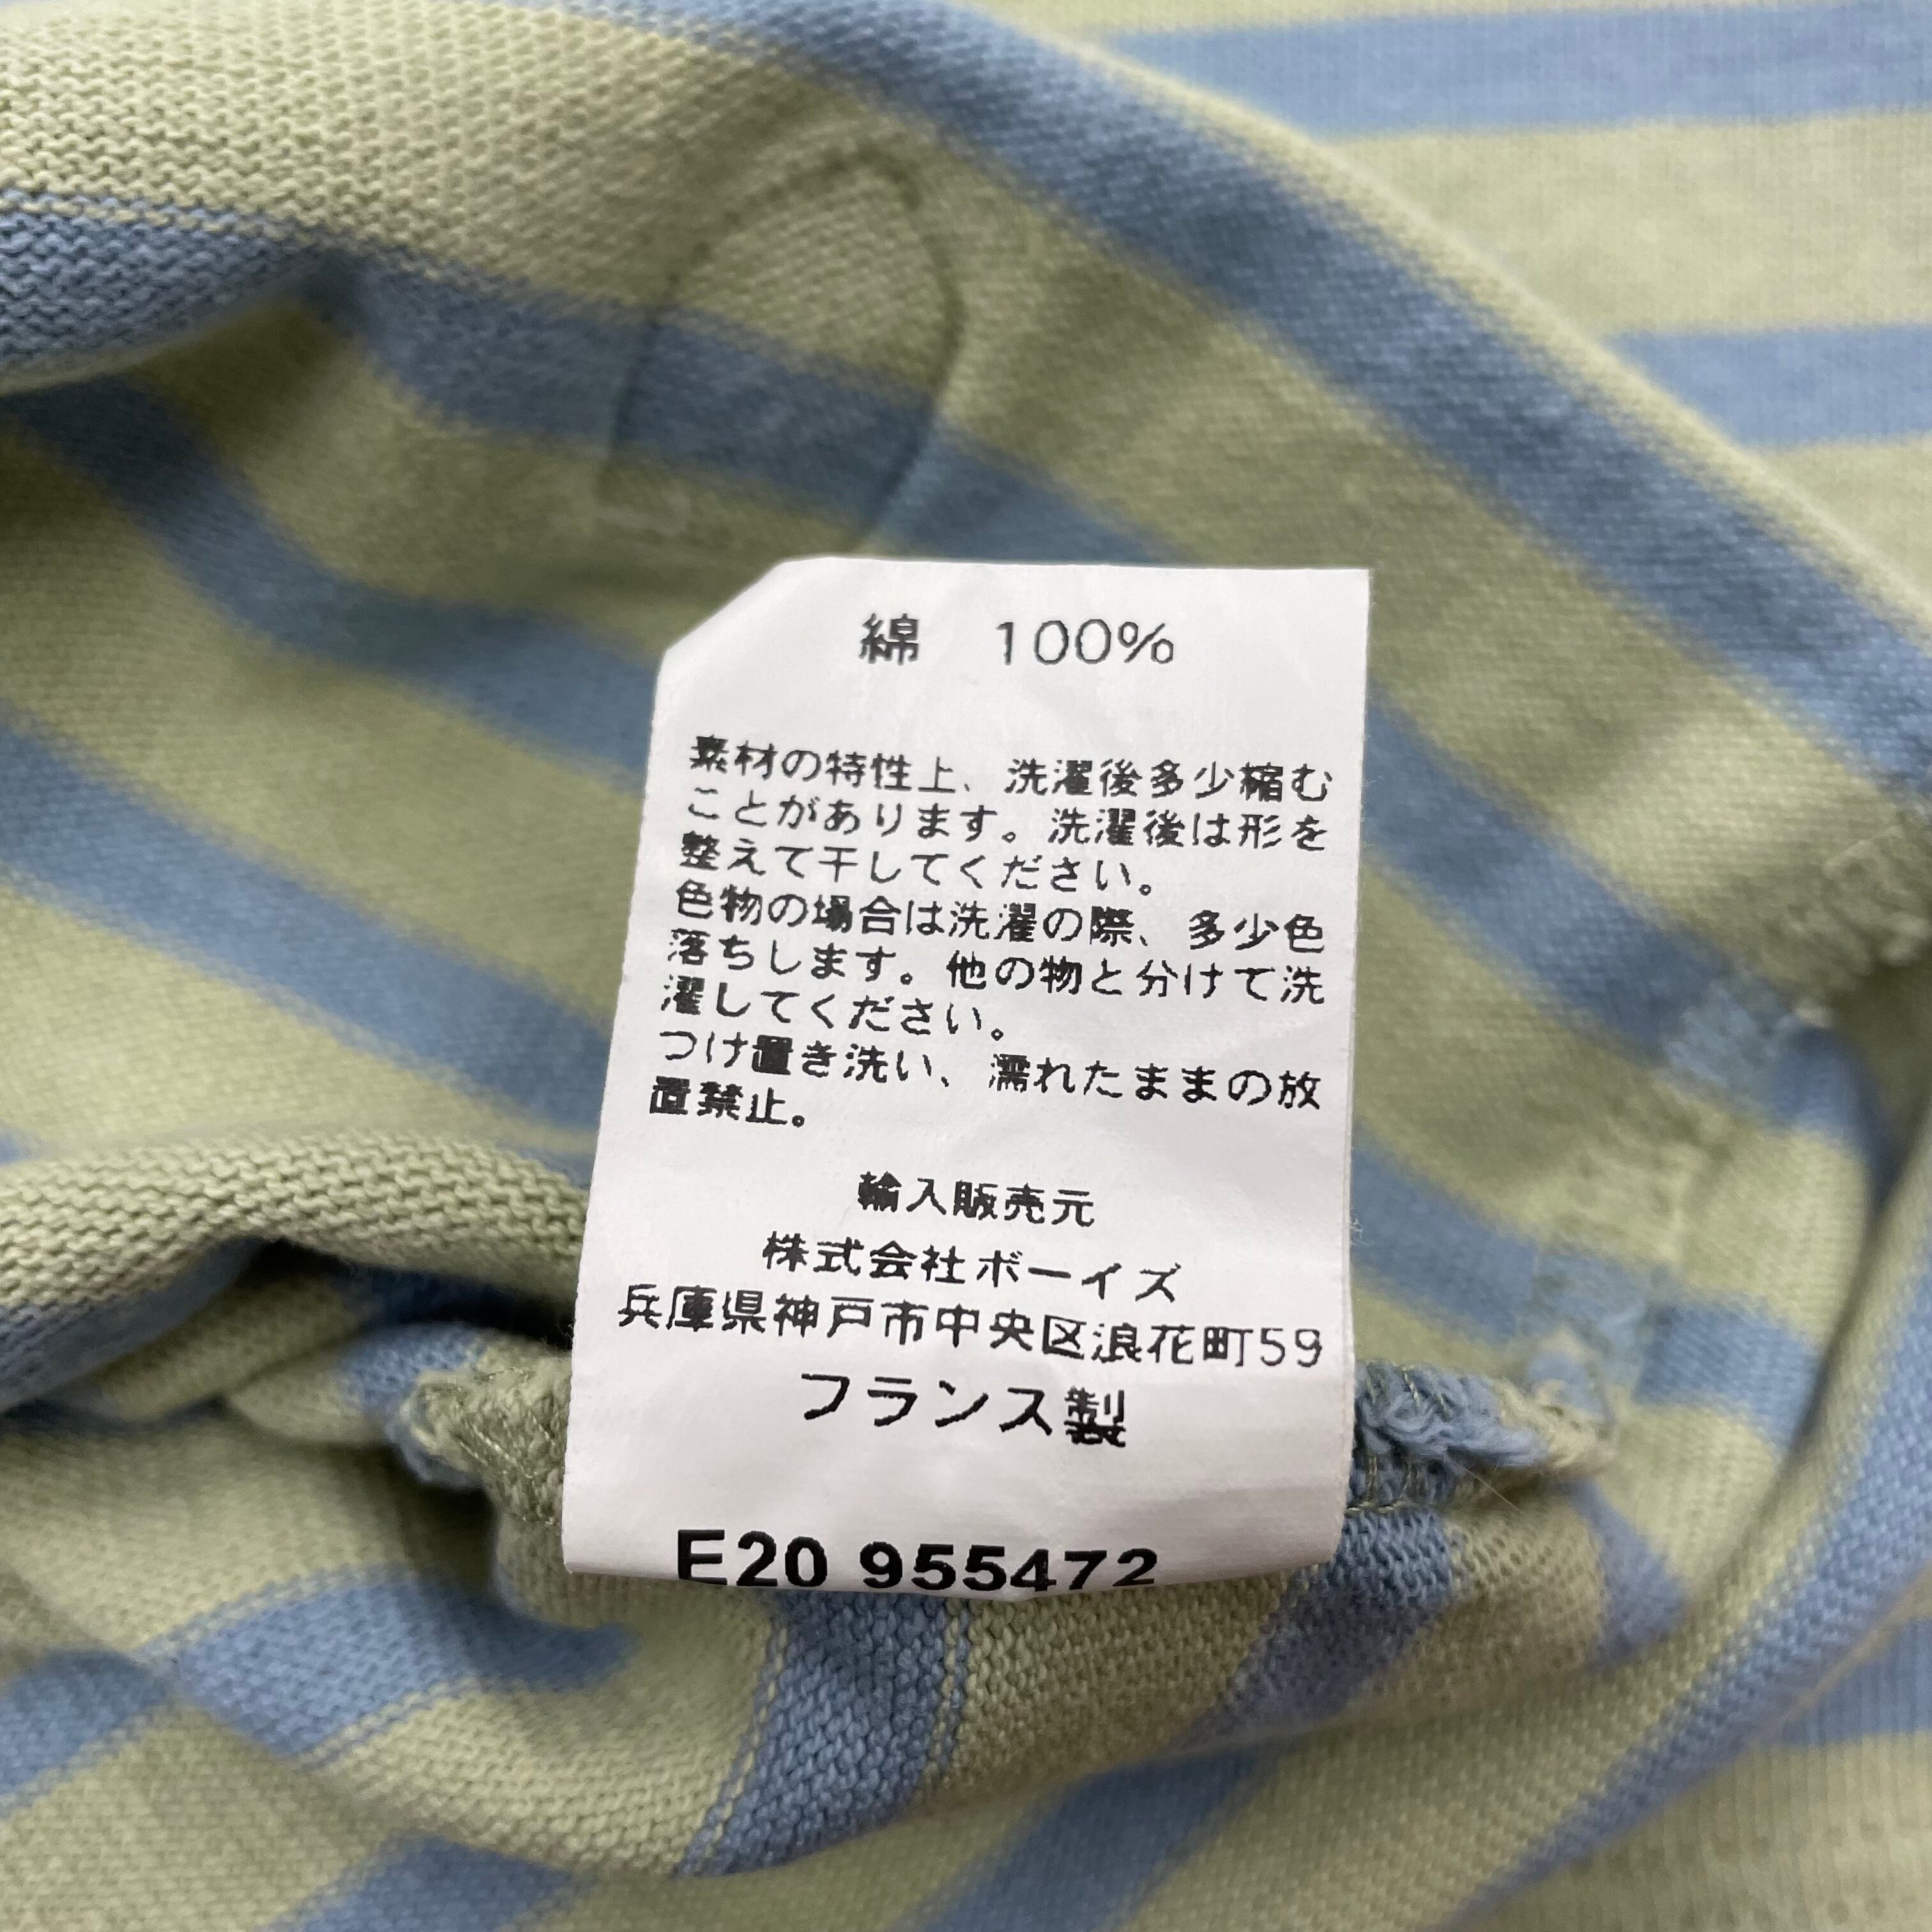 綿 100%
素材の特性上、洗濯後多少縮む
ことがあります。洗濯後は形を
整えて干してください。
色物の場合は洗濯の際、多少色
落ちします。他の物と分けて洗
濯してください。
つけ置き洗い、濡れたままの放
置禁止。
輸入販売元
株式会社ボーイズ
兵庫県神戸市中央区浪花町59
フランス製
E20 955472